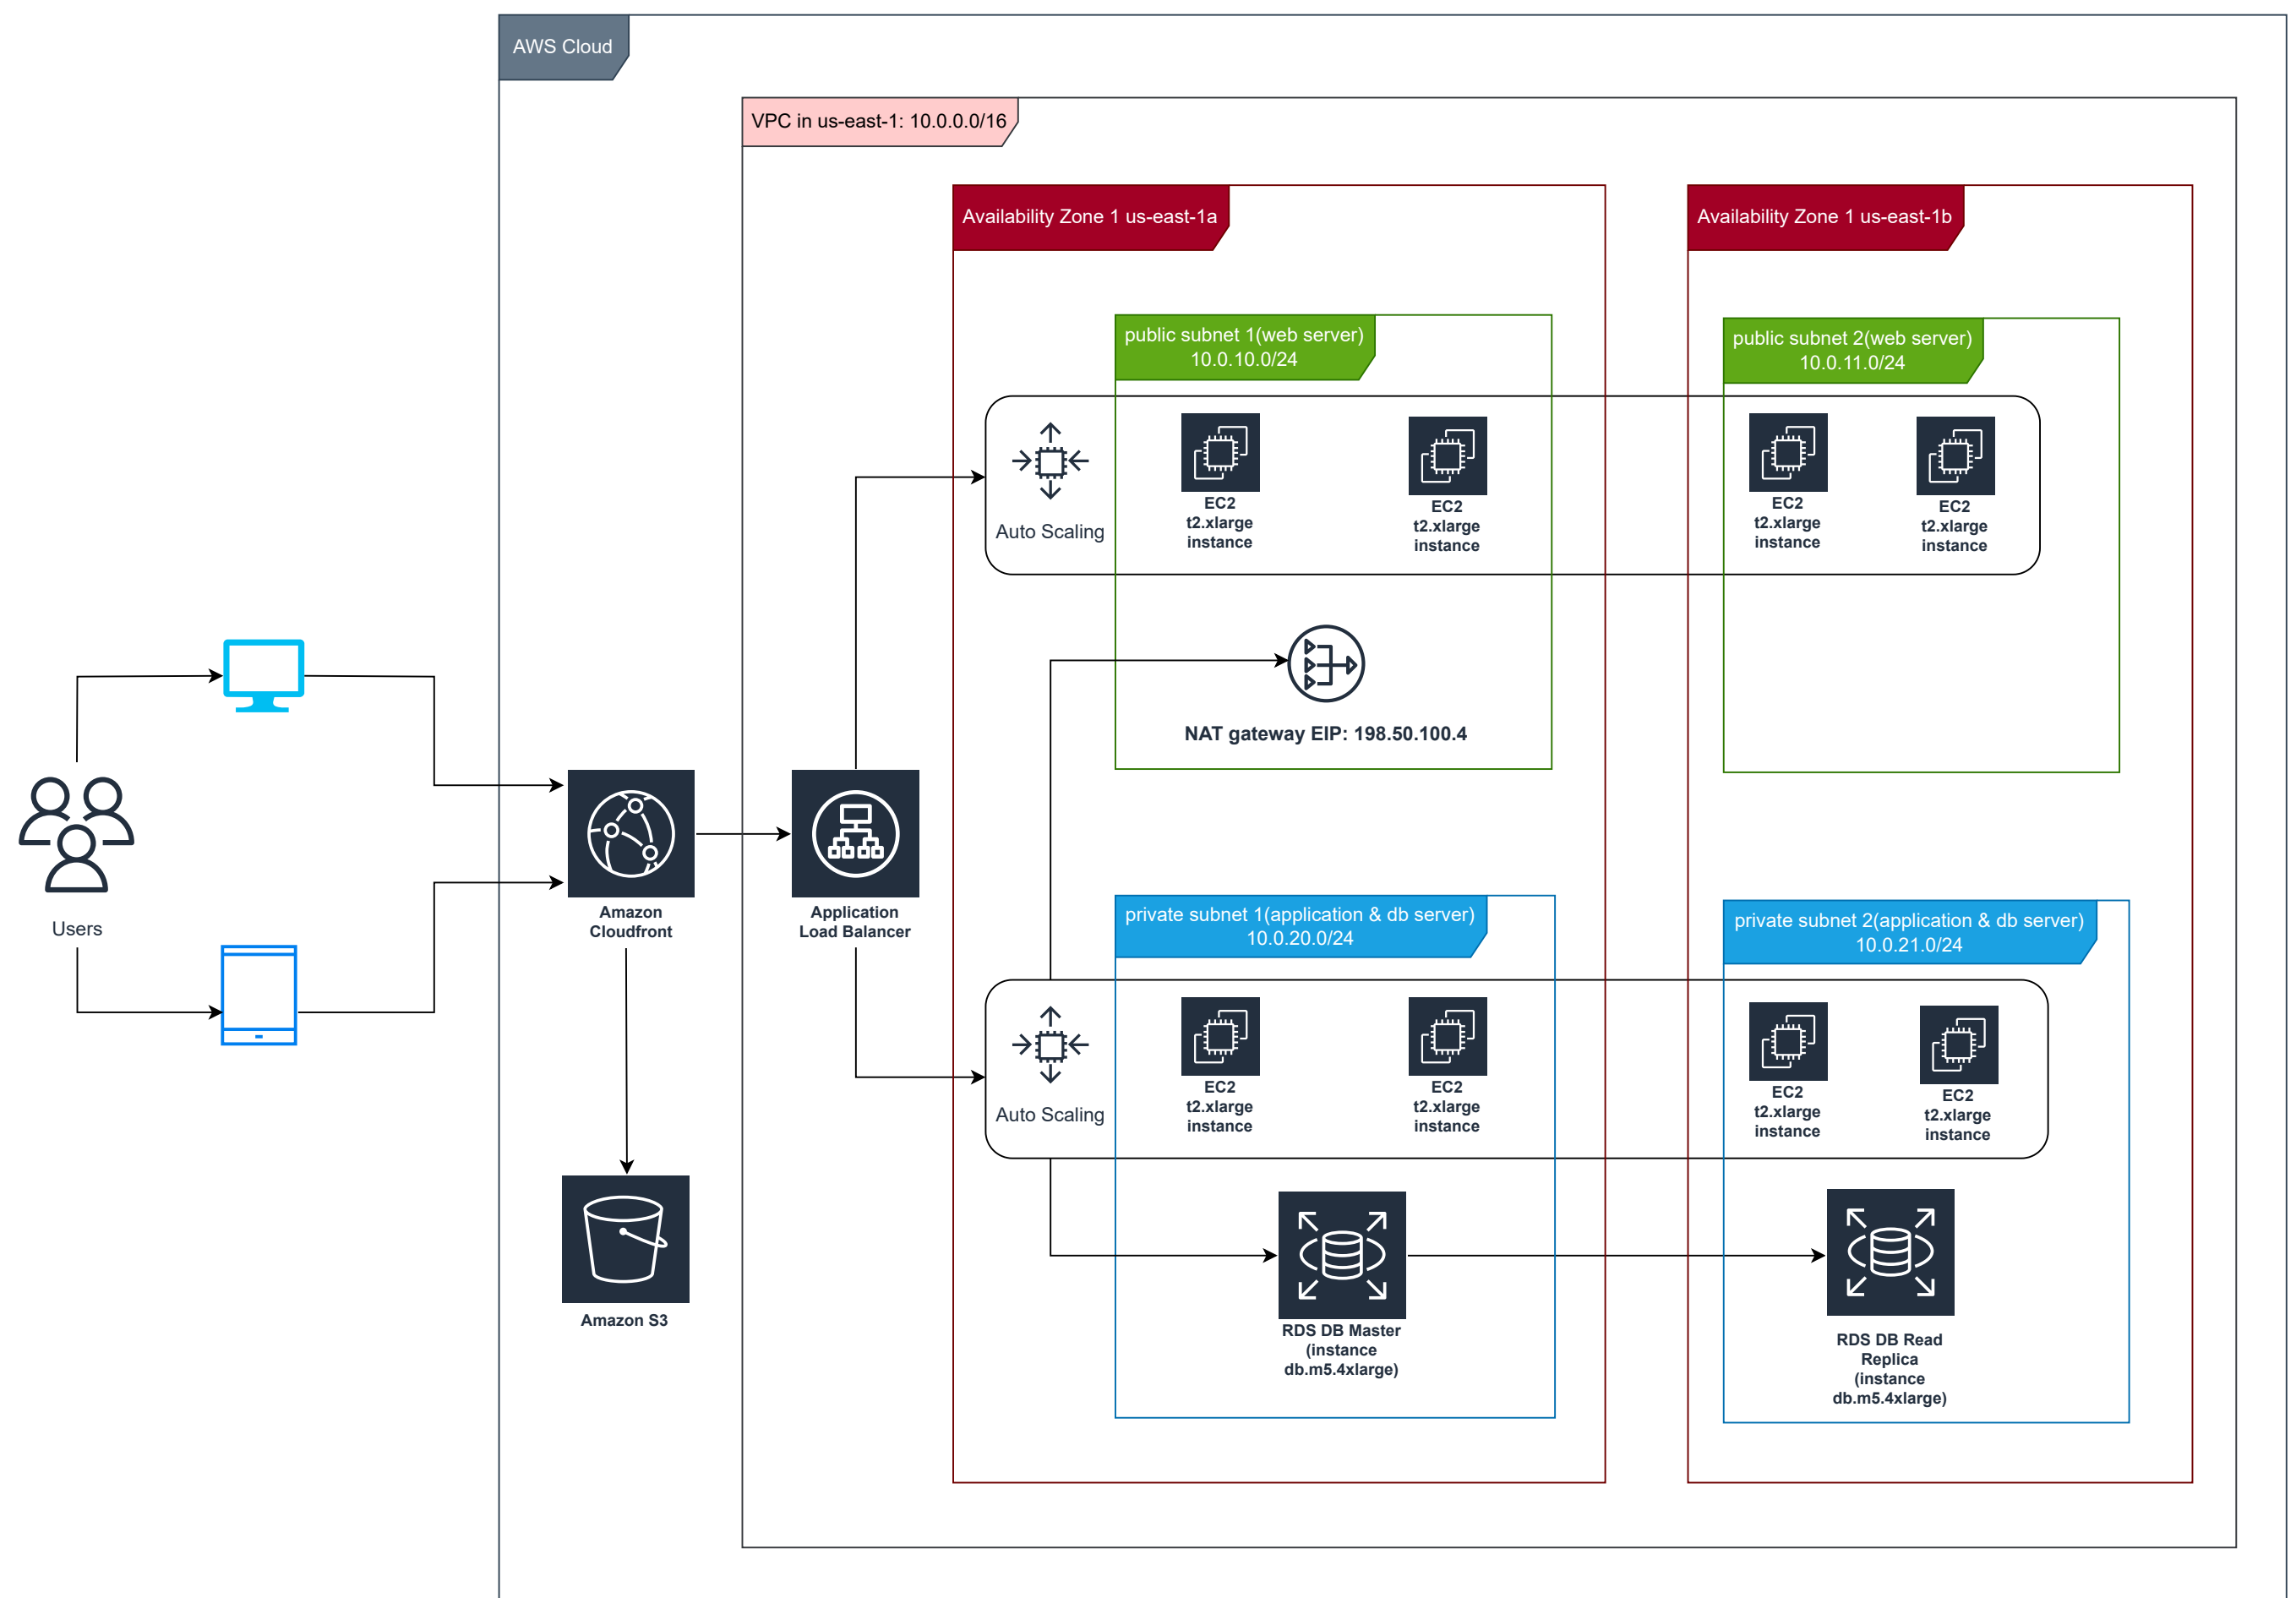 AWS Cloud
VPC in us-east-1: 10.0.0.0/16
Availability Zone 1 us-east-1a
Availability Zone 1 us-east-1b
public subnet 1(web server)
10.0.10.0/24
public subnet 2(web server)
10.0.11.0/24
Auto Scaling
EC2
t2.xlarge
instance
EC2
t2.xlarge
instance
EC2
t2.xlarge
instance
EC2
t2.xlarge
instance
NAT gateway EIP: 198.50.100.4
Users
Amazon
Cloudfront
Application
Load Balancer
private subnet 1(application & db server)
10.0.20.0/24
private subnet 2(application & db server)
10.0.21.0/24
Auto Scaling
EC2
t2.xlarge
instance
EC2
t2.xlarge
instance
EC2
t2.xlarge
instance
EC2
t2.xlarge
instance
Amazon S3
RDS DB Master
(instance
db.m5.4xlarge)
RDS DB Read
Replica
(instance
db.m5.4xlarge)